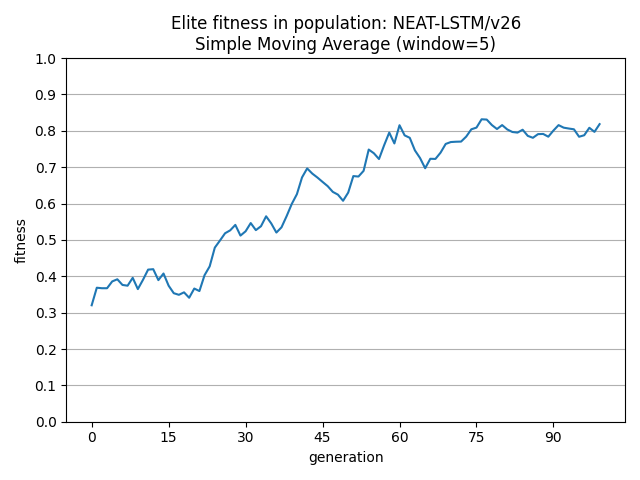 Elite fitness in population: NEAT-LSTM/v26
Simple Moving Average (window=5)
1.0
0.9
0.8
0.7
0.6
0.5
0.4
0.3
0.2
0.1
0.0
fitness
0 15 30 45 60 75 90
generation